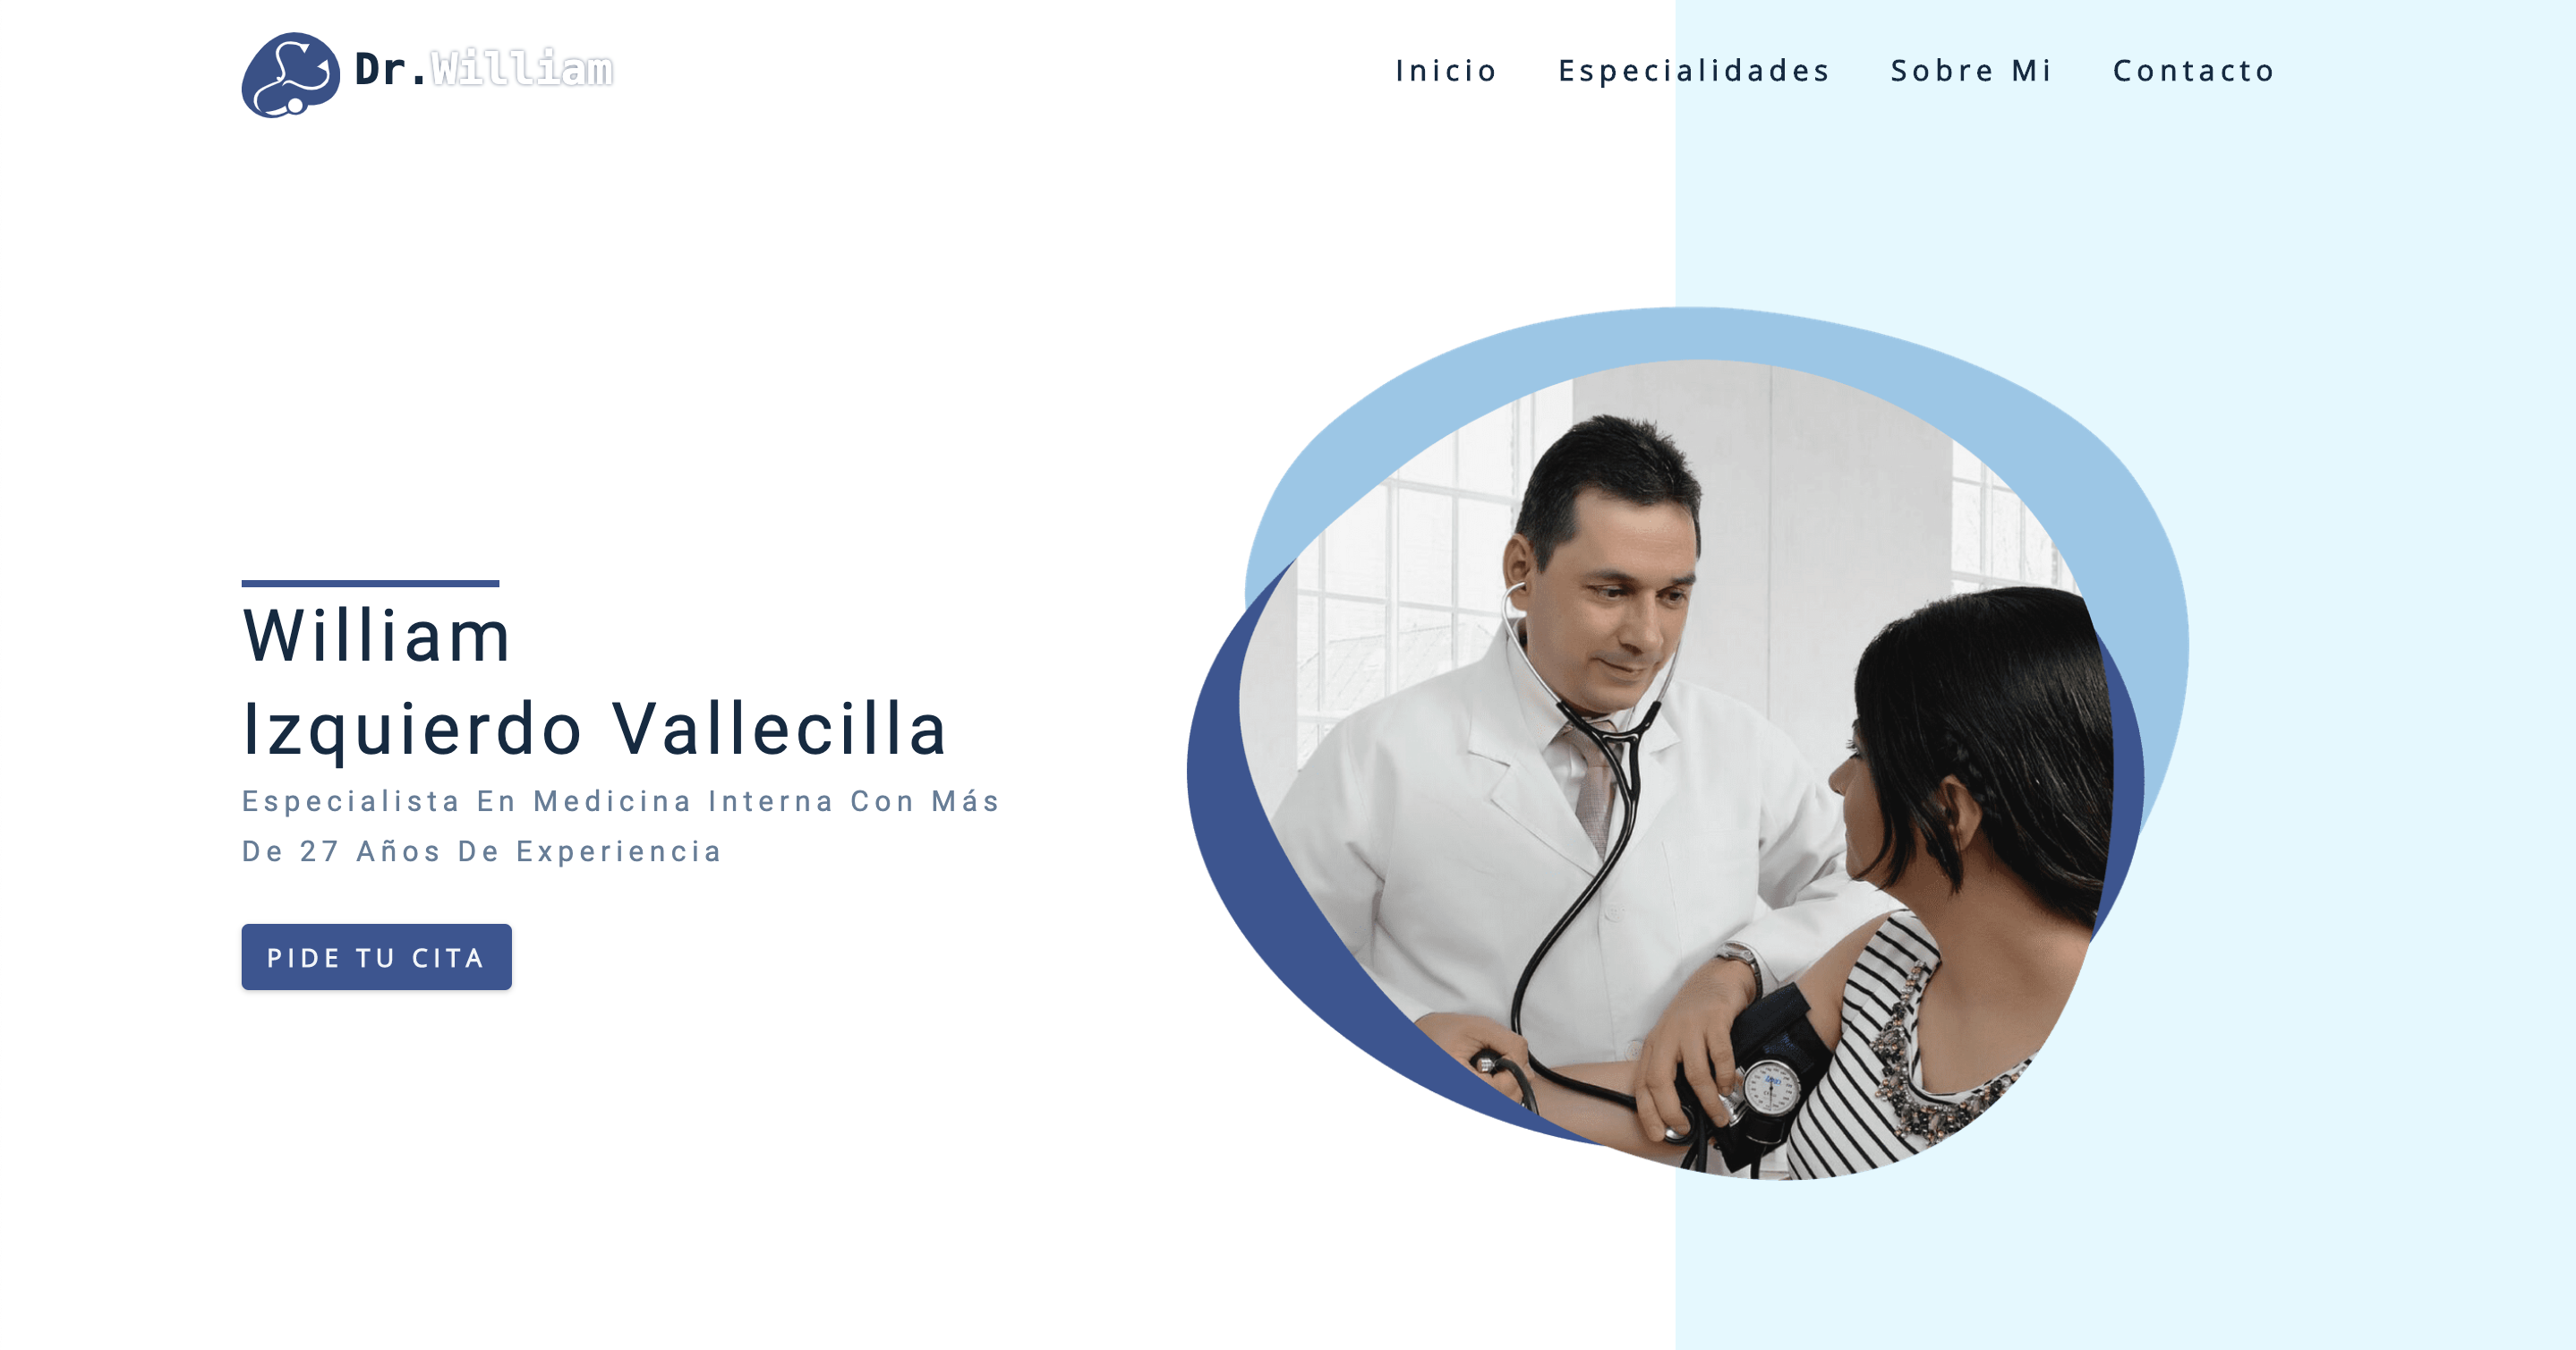 Dr.William
Inicio Especialidades Sobre Mi Contacto
William
Izquierdo Vallecilla
Especialista En Medicina Interna Con Más
De 27 Años De Experiencia
PIDE TU CITA